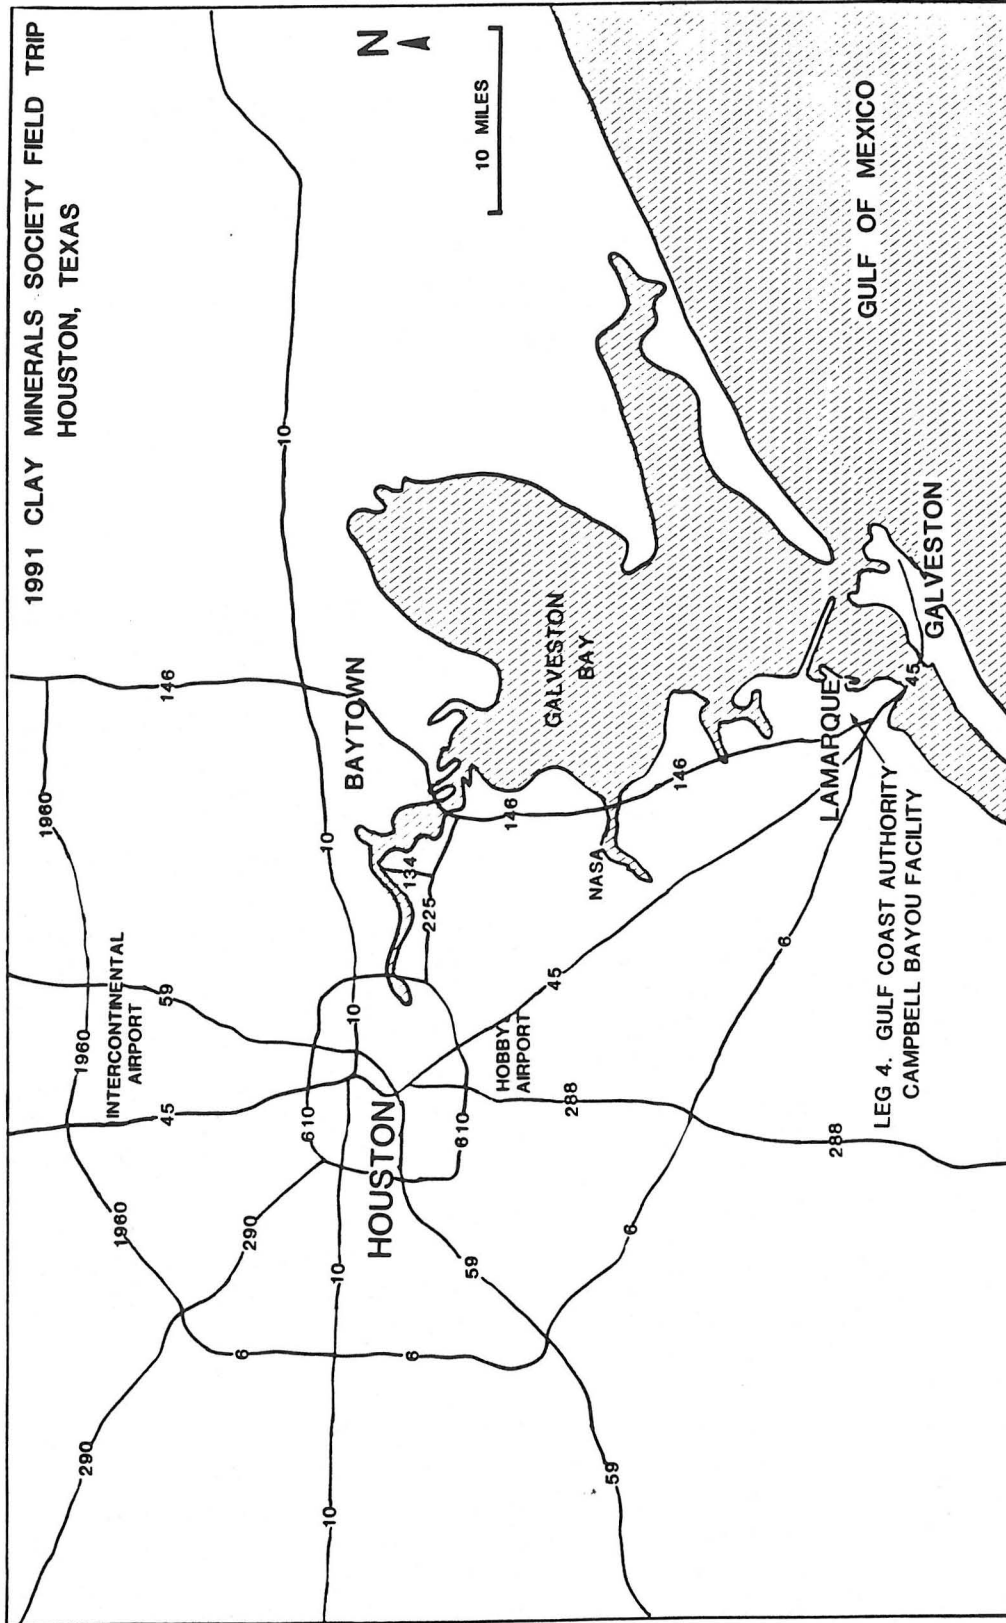 1991 CLAY MINERALS SOCIETY FIELD TRIP
HOUSTON, TEXAS
N
10 MILES
290
1960
1960
1960
45
59
146
INTERCONTINENTAL
AIRPORT
290
6
6
10
10
10
10
10
610
610
HOUSTON
59
59
HOBBY
AIRPORT
288
288
225
134
BAYTOWN
146
146
GALVESTON
BAY
NASA
45
6
6
LAMARQUE
45
GALVESTON
GULF OF MEXICO
LEG 4. GULF COAST AUTHORITY
CAMPBELL BAYOU FACILITY